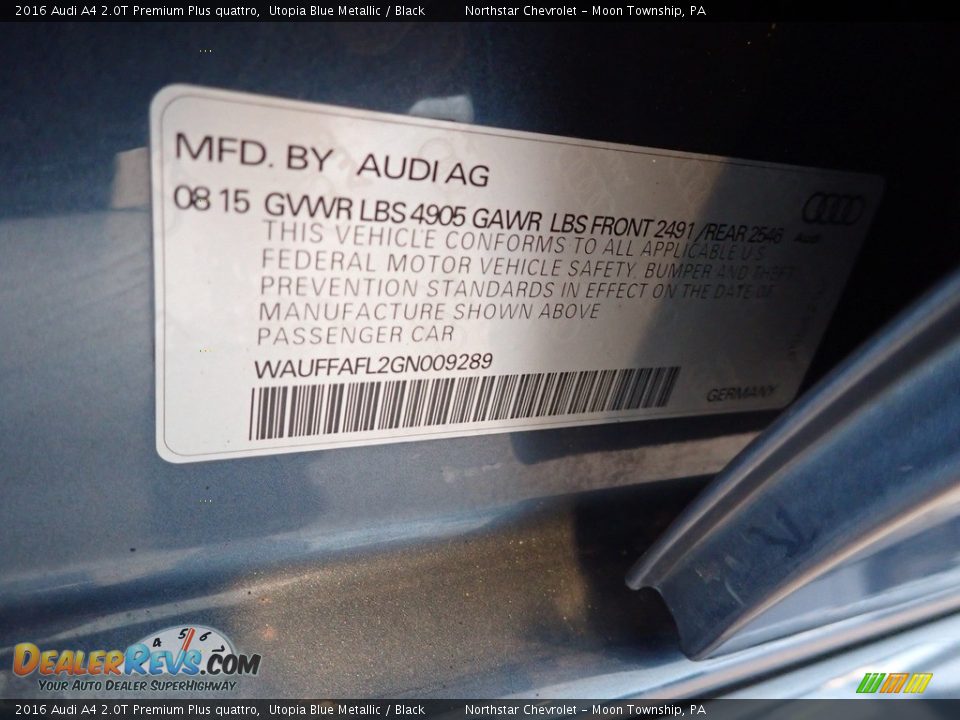 2016 Audi A4 2.0T Premium Plus quattro, Utopia Blue Metallic / Black Northstar Chevrolet - Moon Township, PA
MFD. BY AUDI AG
08 15 GVWR LBS 4905 GAWR LBS FRONT 2491 /REAR 2546
THIS VEHICLE CONFORMS TO ALL APPLICABLE U.S.
FEDERAL MOTOR VEHICLE SAFETY, BUMPER AND THEFT
PREVENTION STANDARDS IN EFFECT ON THE DATE OF
MANUFACTURE SHOWN ABOVE
PASSENGER CAR
WAUFFAFL2GN009289
GERMANY
Audi
4 5 6
DEALERREVS.COM
YOUR AUTO DEALER SUPERHIGHWAY
2016 Audi A4 2.0T Premium Plus quattro, Utopia Blue Metallic / Black Northstar Chevrolet - Moon Township, PA